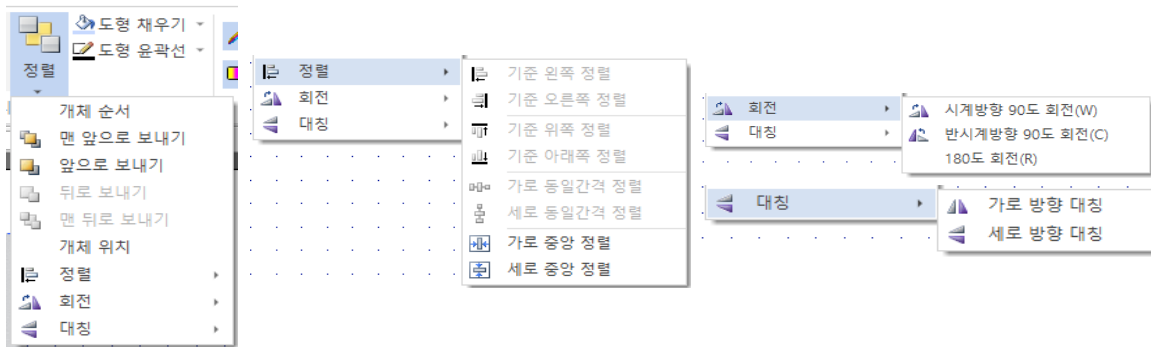 도형 채우기
도형 윤곽선
정렬
개체 순서
맨 앞으로 보내기
앞으로 보내기
뒤로 보내기
맨 뒤로 보내기
개체 위치
정렬
회전
대칭
정렬
회전
대칭
기준 왼쪽 정렬
기준 오른쪽 정렬
기준 위쪽 정렬
기준 아래쪽 정렬
가로 동일간격 정렬
세로 동일간격 정렬
가로 중앙 정렬
세로 중앙 정렬
회전
대칭
시계방향 90도 회전(W)
반시계방향 90도 회전(C)
180도 회전(R)
대칭
가로 방향 대칭
세로 방향 대칭